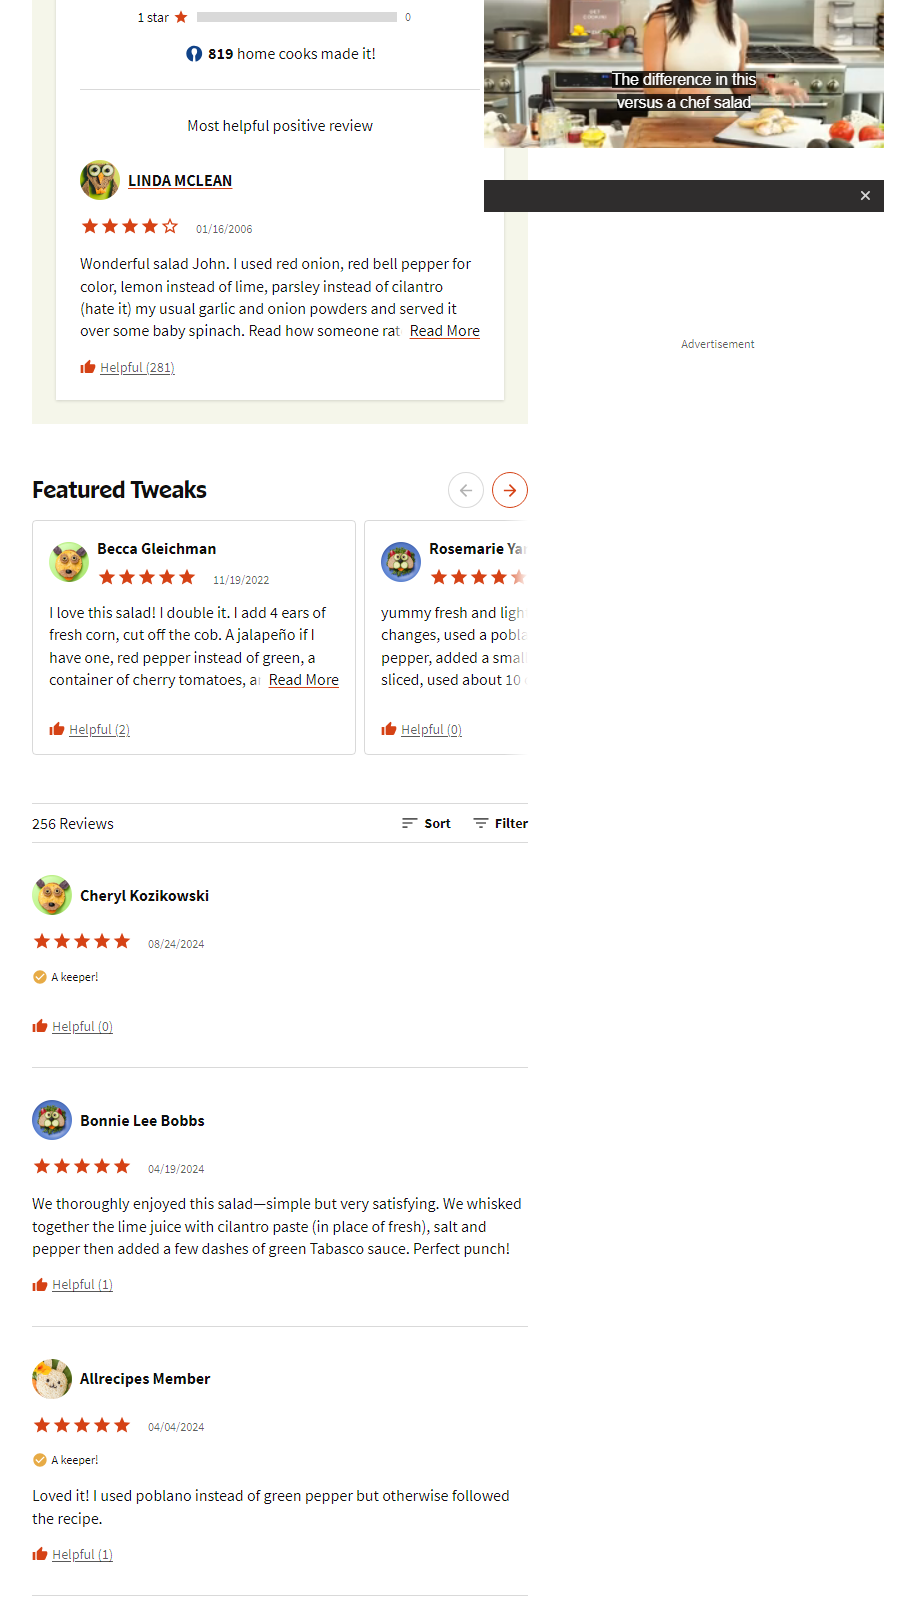 1 star 0
819 home cooks made it!
Most helpful positive review
LINDA MCLEAN
01/16/2006
Wonderful salad John. I used red onion, red bell pepper for
color, lemon instead of lime, parsley instead of cilantro
(hate it) my usual garlic and onion powders and served it
over some baby spinach. Read how someone rat Read More
Helpful (281)
The difference in this
versus a chef salad
Advertisement
Featured Tweaks
Becca Gleichman
11/19/2022
I love this salad! I double it. I add 4 ears of
fresh corn, cut off the cob. A jalapeño if I
have one, red pepper instead of green, a
container of cherry tomatoes, Read More
Helpful (2)
Rosemarie
yummy fresh and ligh
changes, used a pobla
pepper, added a smal
sliced, used about 10
Helpful (0)
256 Reviews
Sort Filter
Cheryl Kozikowski
08/24/2024
A keeper!
Helpful (0)
Bonnie Lee Bobbs
04/19/2024
We thoroughly enjoyed this salad—simple but very satisfying. We whisked
together the lime juice with cilantro paste (in place of fresh), salt and
pepper then added a few dashes of green Tabasco sauce. Perfect punch!
Helpful (1)
Allrecipes Member
04/04/2024
A keeper!
Loved it! I used poblano instead of green pepper but otherwise followed
the recipe.
Helpful (1)